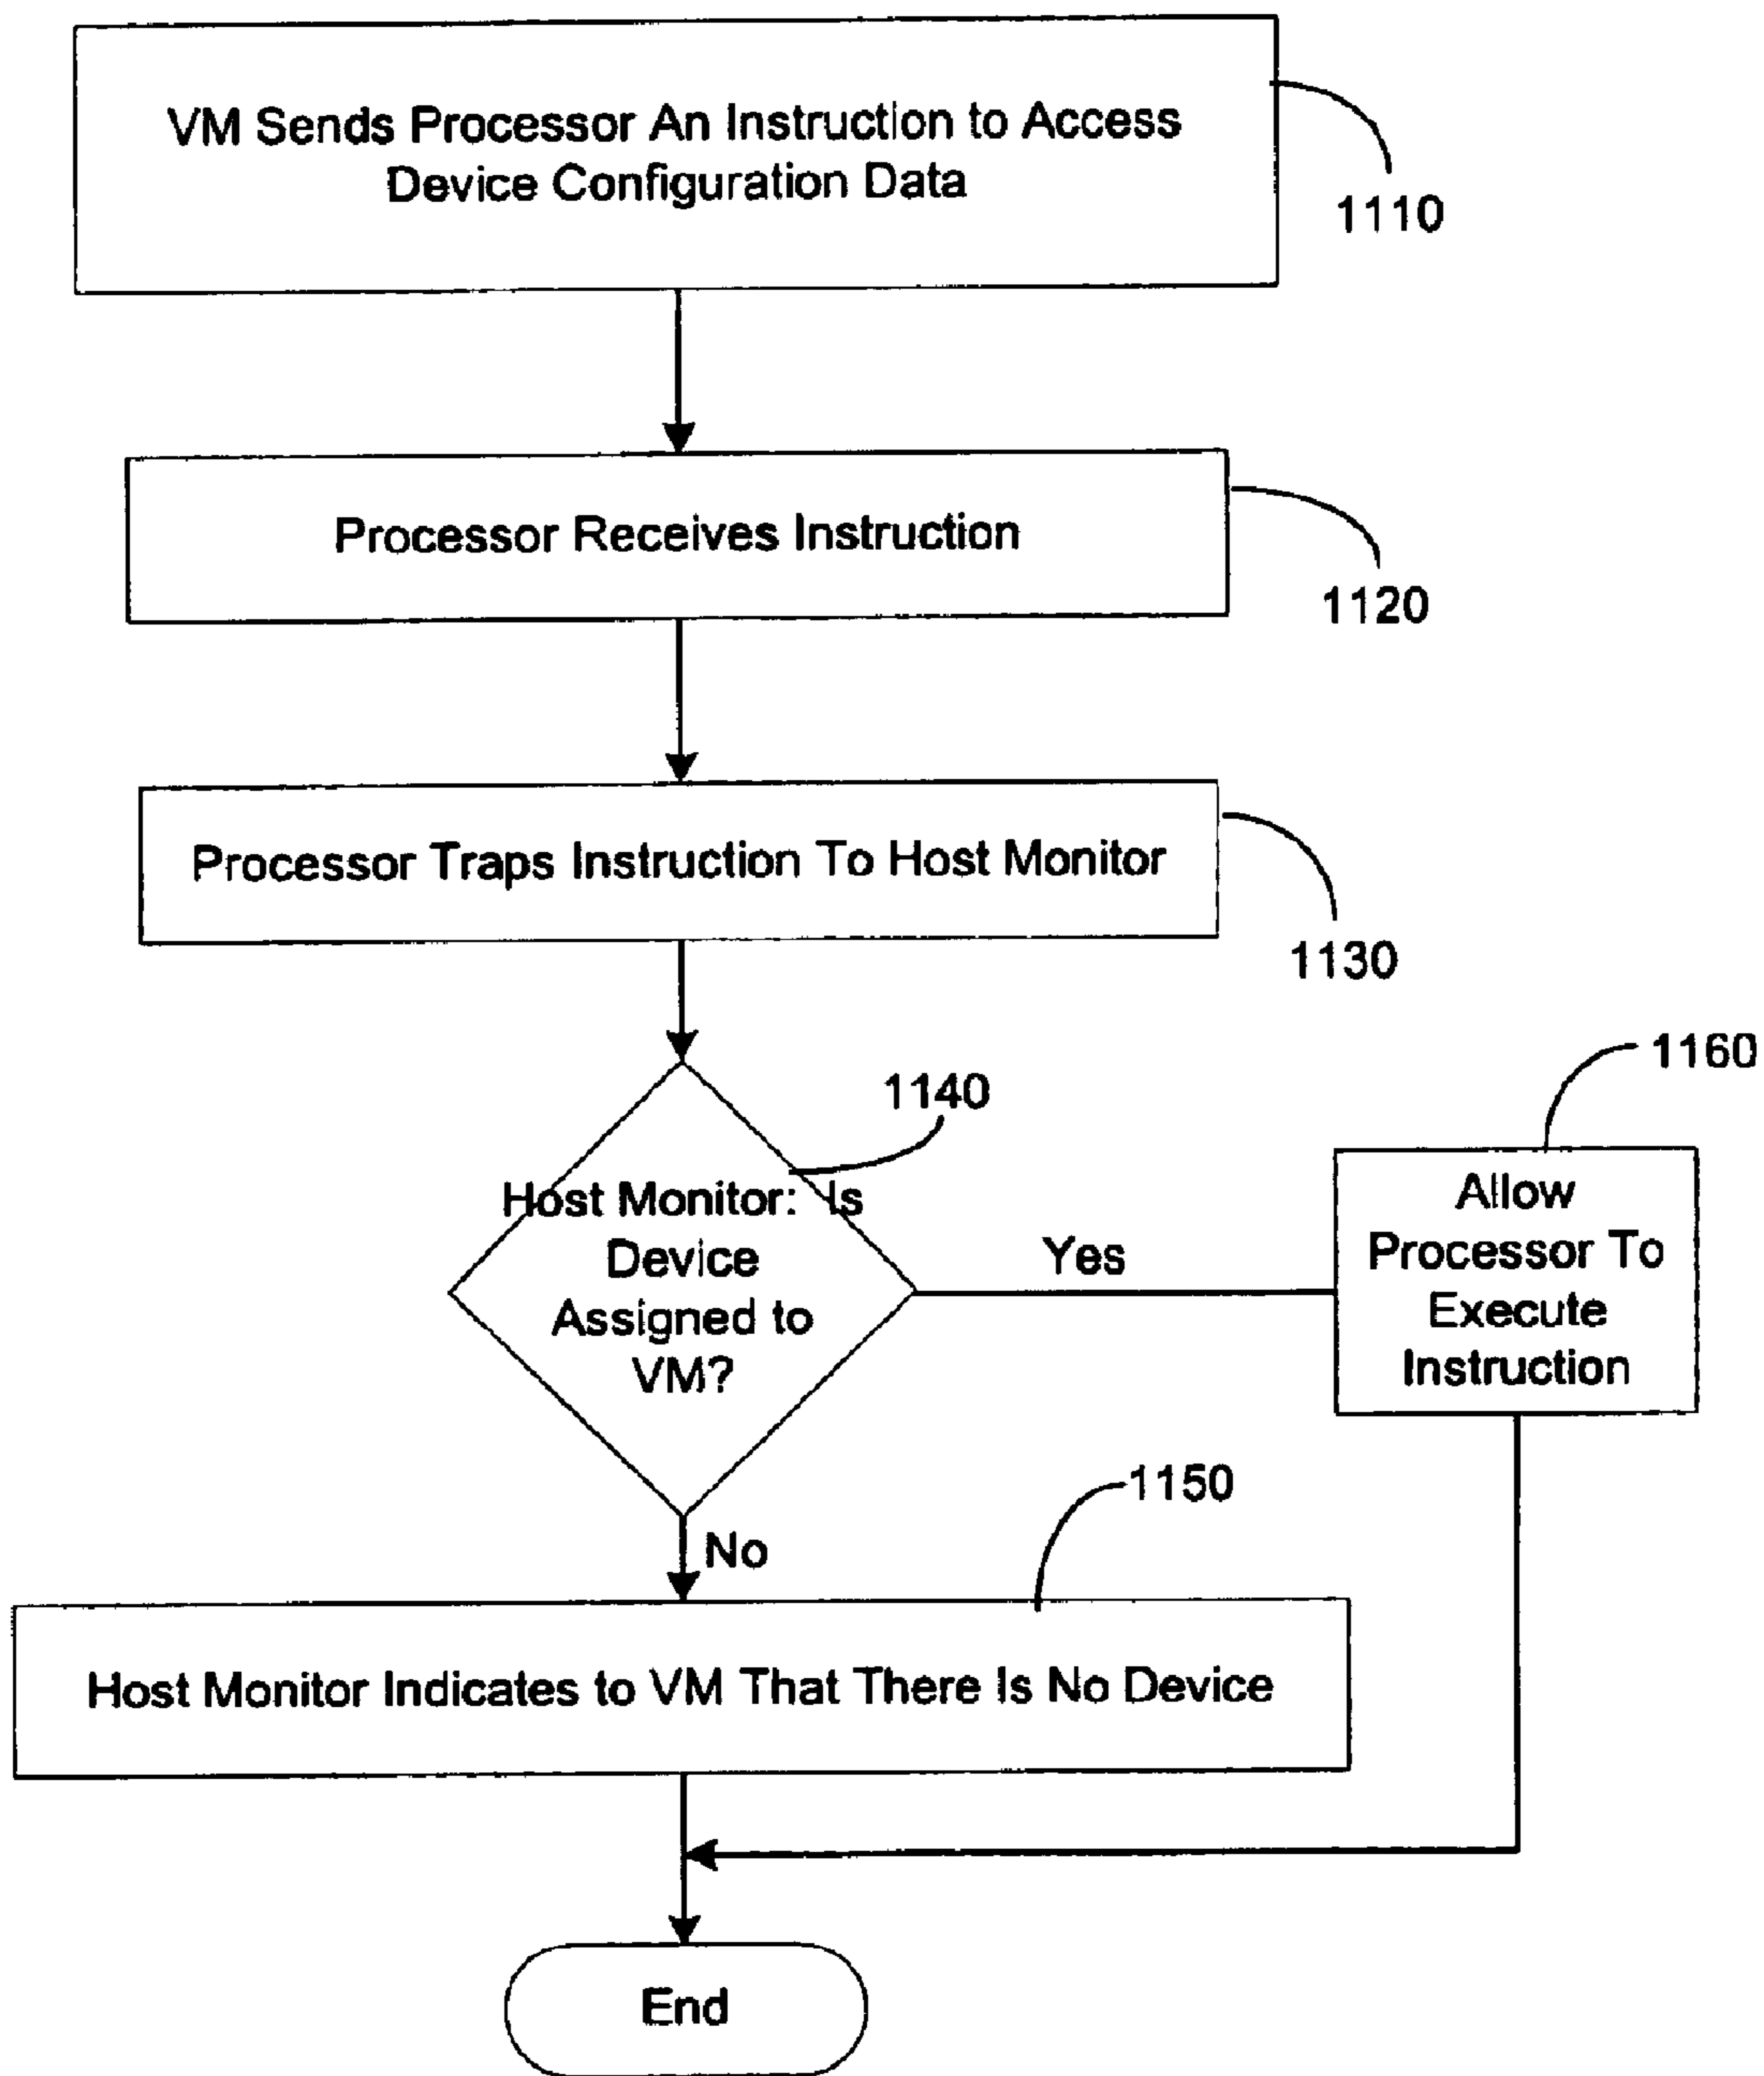 VM Sends Processor An Instruction to Access
Device Configuration Data
1110
Processor Receives Instruction
1120
Processor Traps Instruction To Host Monitor
1130
1140
Host Monitor: Is
Device
Assigned to
VM?
Yes
1160
Allow
Processor To
Execute
Instruction
No
1150
Host Monitor Indicates to VM That There Is No Device
End